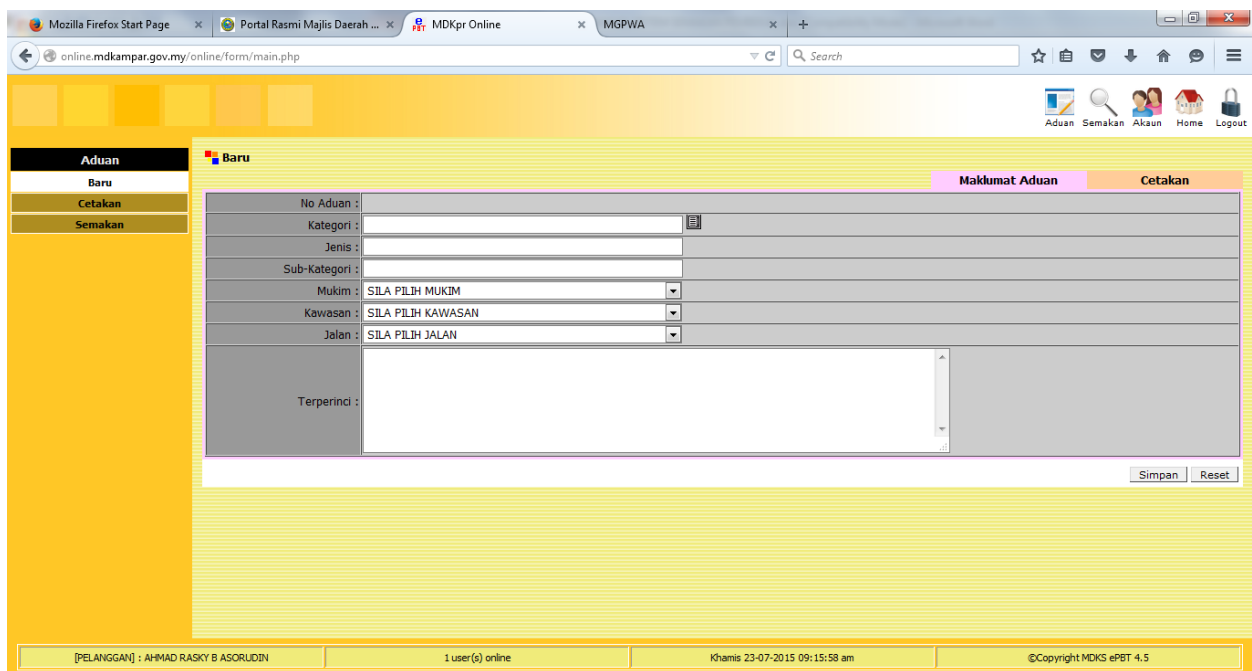 Mozilla Firefox Start Page
Portal Rasmi Majlis Daerah ...
e PBT MDKpr Online
MGPWA
online.mdkampar.gov.my/online/form/main.php
Search
Aduan Semakan Akaun Home Logout
Aduan
Baru
Cetakan
Semakan
Baru
Maklumat Aduan Cetakan
No Aduan :
Kategori :
Jenis :
Sub-Kategori :
Mukim : SILA PILIH MUKIM
Kawasan : SILA PILIH KAWASAN
Jalan : SILA PILIH JALAN
Terperinci :
Simpan Reset
[PELANGGAN] : AHMAD RASKY B ASORUDIN 1 user(s) online Khamis 23-07-2015 09:15:58 am ©Copyright MDKS ePBT 4.5